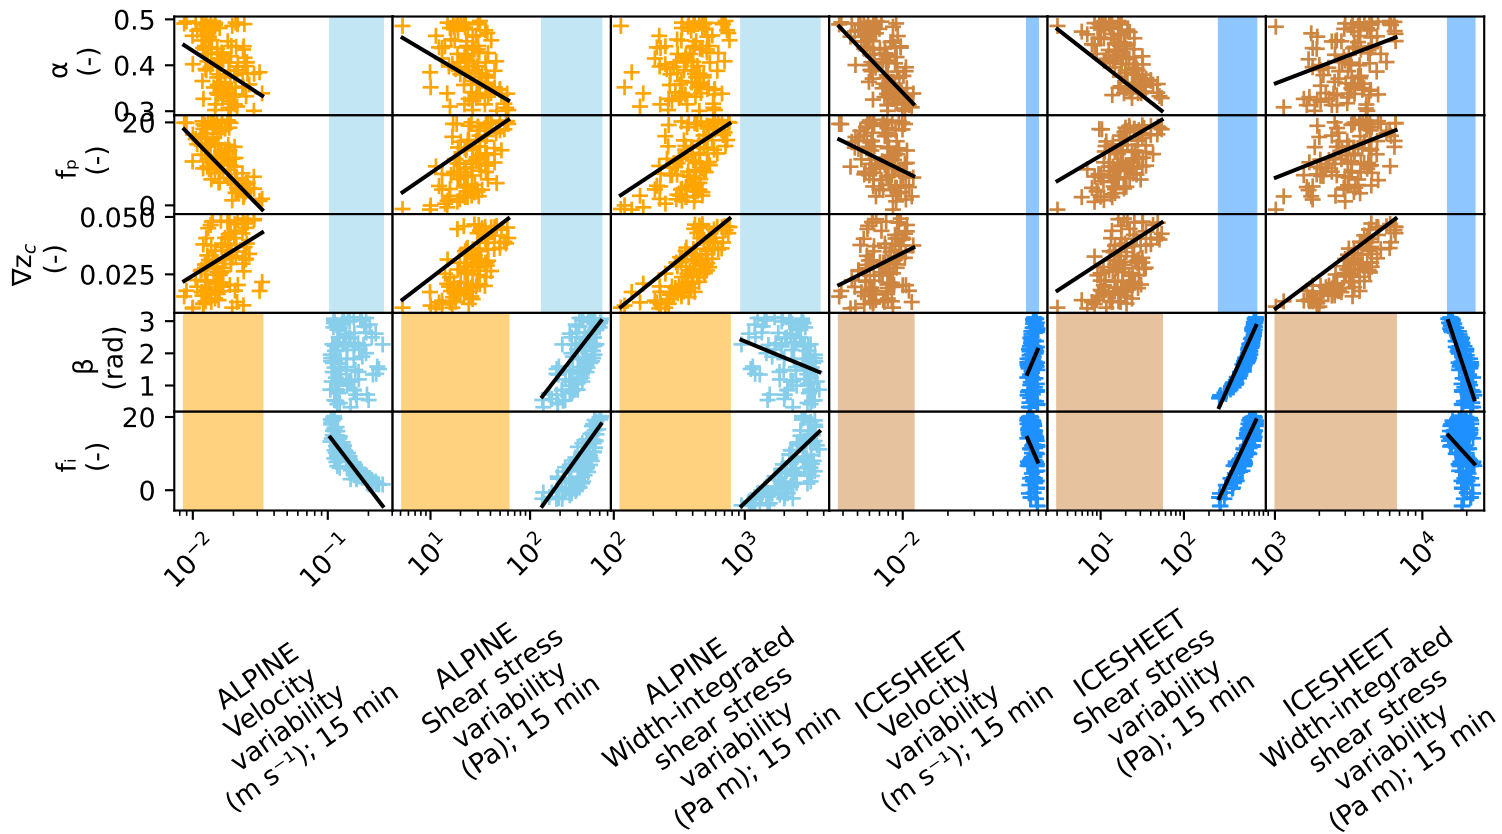 0.5
0.4
0.3
α
(-)
20
0
fₚ
(-)
0.050
0.025
∇z_c
(-)
3
2
1
β
(rad)
20
0
fᵢ
(-)
10⁻²
10⁻¹
10¹
10²
10²
10³
10⁻²
10¹
10²
10³
10⁴
ALPINE
Velocity
variability
(m s⁻¹); 15 min
ALPINE
Shear stress
variability
(Pa); 15 min
ALPINE
Width-integrated
shear stress
variability
(Pa m); 15 min
ICESHEET
Velocity
variability
(m s⁻¹); 15 min
ICESHEET
Shear stress
variability
(Pa); 15 min
ICESHEET
Width-integrated
shear stress
variability
(Pa m); 15 min